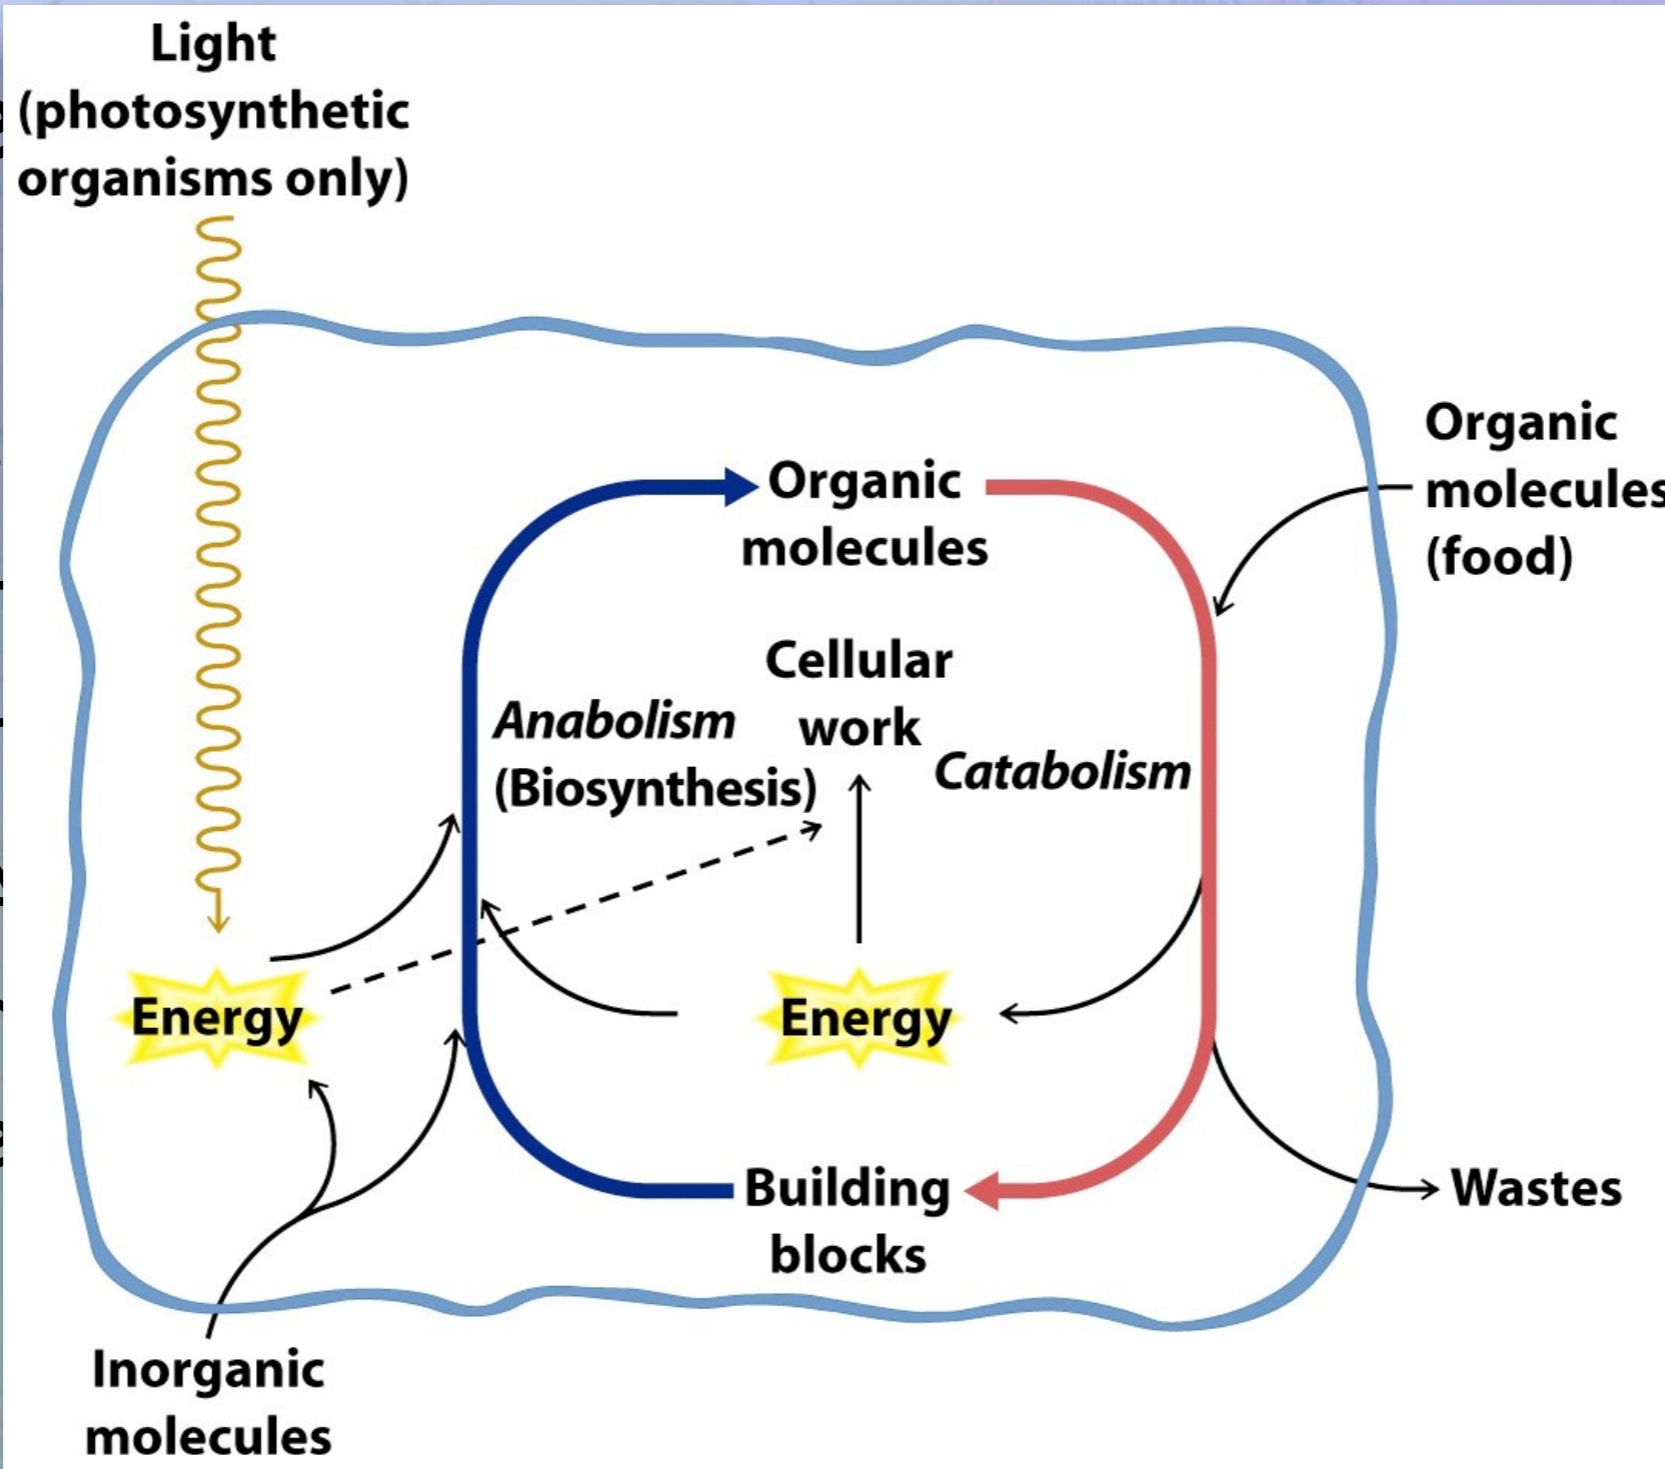 Light
(photosynthetic
organisms only)
Organic
molecules
(food)
Organic
molecules
Cellular
work
Anabolism
(Biosynthesis)
Catabolism
Energy
Energy
Building
blocks
Wastes
Inorganic
molecules